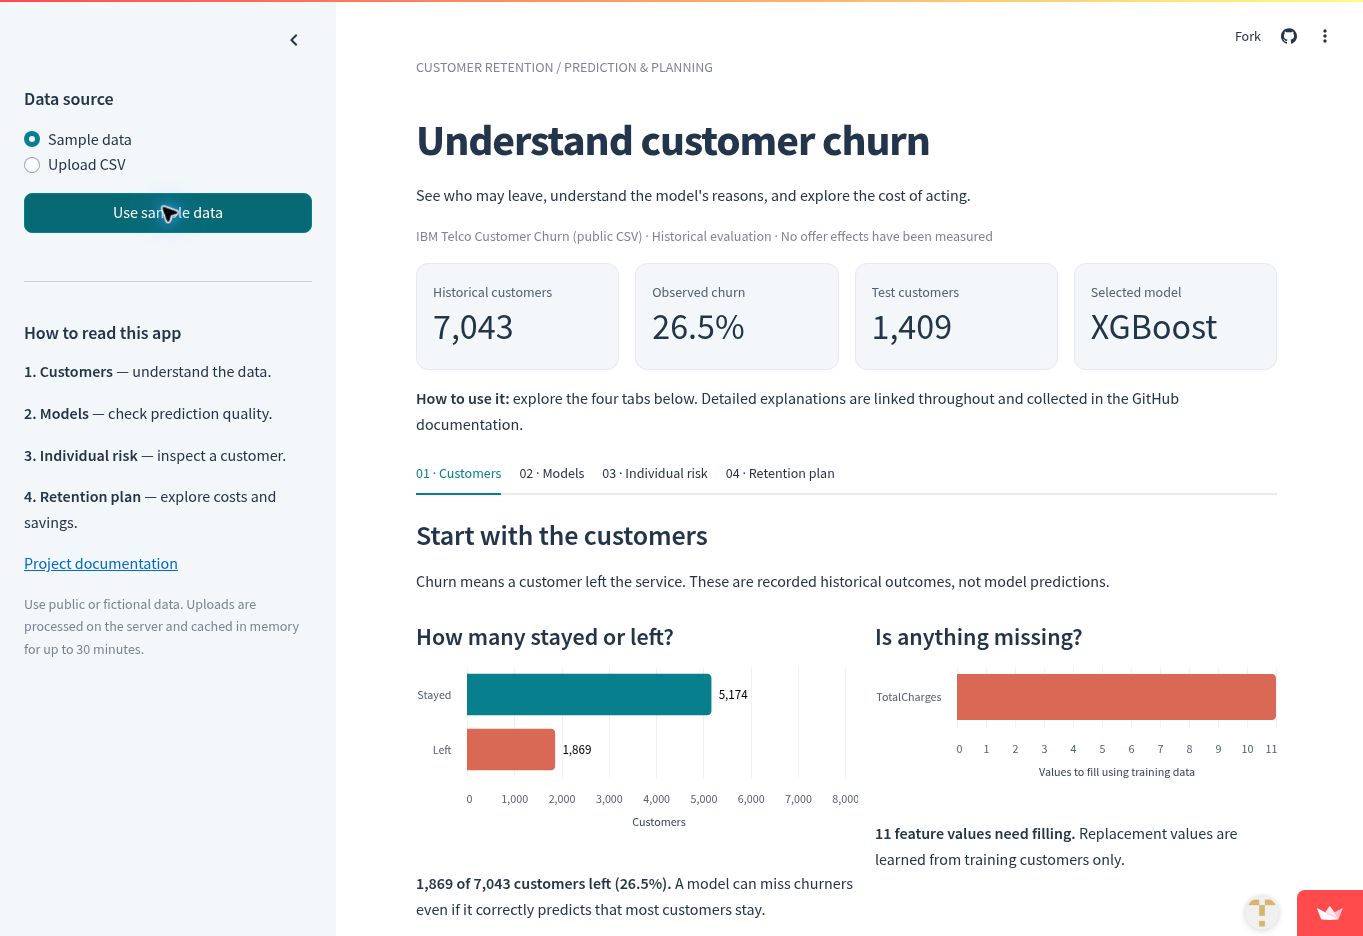 Fork
Data source
Sample data
Upload CSV
Use sample data
How to read this app
1. Customers — understand the data.
2. Models — check prediction quality.
3. Individual risk — inspect a customer.
4. Retention plan — explore costs and
savings.
Project documentation
Use public or fictional data. Uploads are
processed on the server and cached in memory
for up to 30 minutes.
CUSTOMER RETENTION / PREDICTION & PLANNING
Understand customer churn
See who may leave, understand the model's reasons, and explore the cost of acting.
IBM Telco Customer Churn (public CSV) · Historical evaluation · No offer effects have been measured
Historical customers
7,043
Observed churn
26.5%
Test customers
1,409
Selected model
XGBoost
How to use it: explore the four tabs below. Detailed explanations are linked throughout and collected in the GitHub
documentation.
01 · Customers 02 · Models 03 · Individual risk 04 · Retention plan
Start with the customers
Churn means a customer left the service. These are recorded historical outcomes, not model predictions.
How many stayed or left?
Stayed 5,174
Left 1,869
0 1,000 2,000 3,000 4,000 5,000 6,000 7,000 8,000
Customers
1,869 of 7,043 customers left (26.5%). A model can miss churners
even if it correctly predicts that most customers stay.
Is anything missing?
TotalCharges
0 1 2 3 4 5 6 7 8 9 10 11
Values to fill using training data
11 feature values need filling. Replacement values are
learned from training customers only.